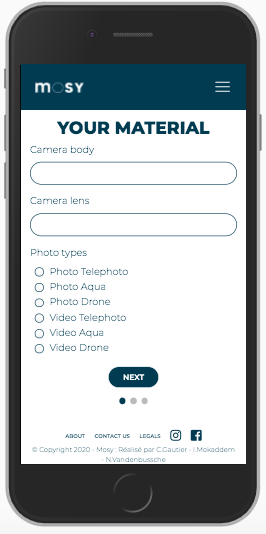 mosy
YOUR MATERIAL
Camera body
Camera lens
Photo types
Photo Telephoto
Photo Aqua
Photo Drone
Video Telephoto
Video Aqua
Video Drone
NEXT
ABOUT CONTACT US LEGALS
© Copyright 2020 - Mosy : Réalisé par C.Gautier - I.Mokaddem
- N.Vandenbussche